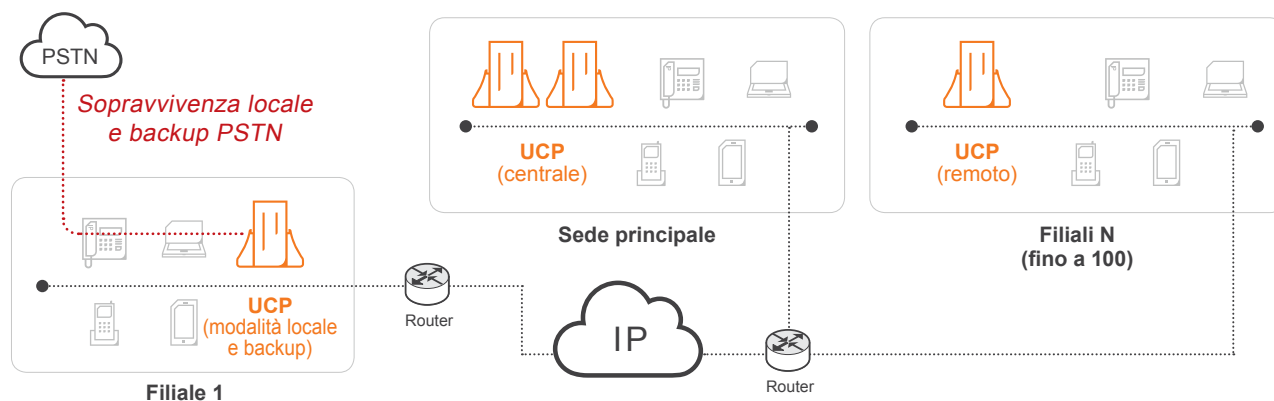 PSTN
Sopravvivenza locale
e backup PSTN
UCP
(modalità locale
e backup)
Filiale 1
Router
IP
Router
UCP
(centrale)
Sede principale
UCP
(remoto)
Filiali N
(fino a 100)